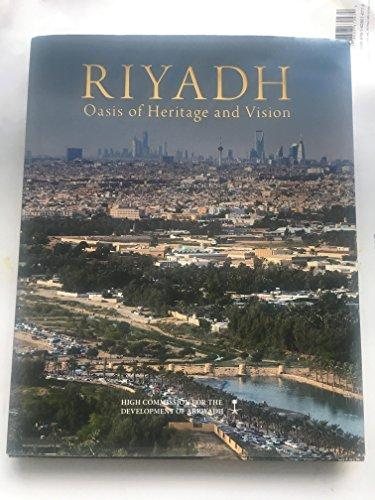 RIYADH
Oasis of Heritage and Vision
HIGH COMMISSION FOR THE
DEVELOPMENT OF ARRIYADH